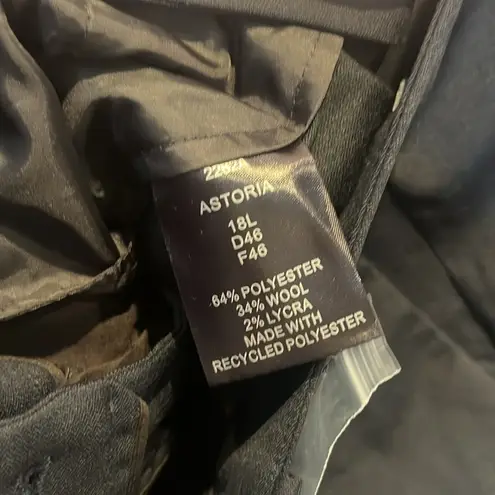 ASTORIA
18L
D46
F46
64% POLYESTER
34% WOOL
2% LYCRA
MADE WITH
RECYCLED POLYESTER